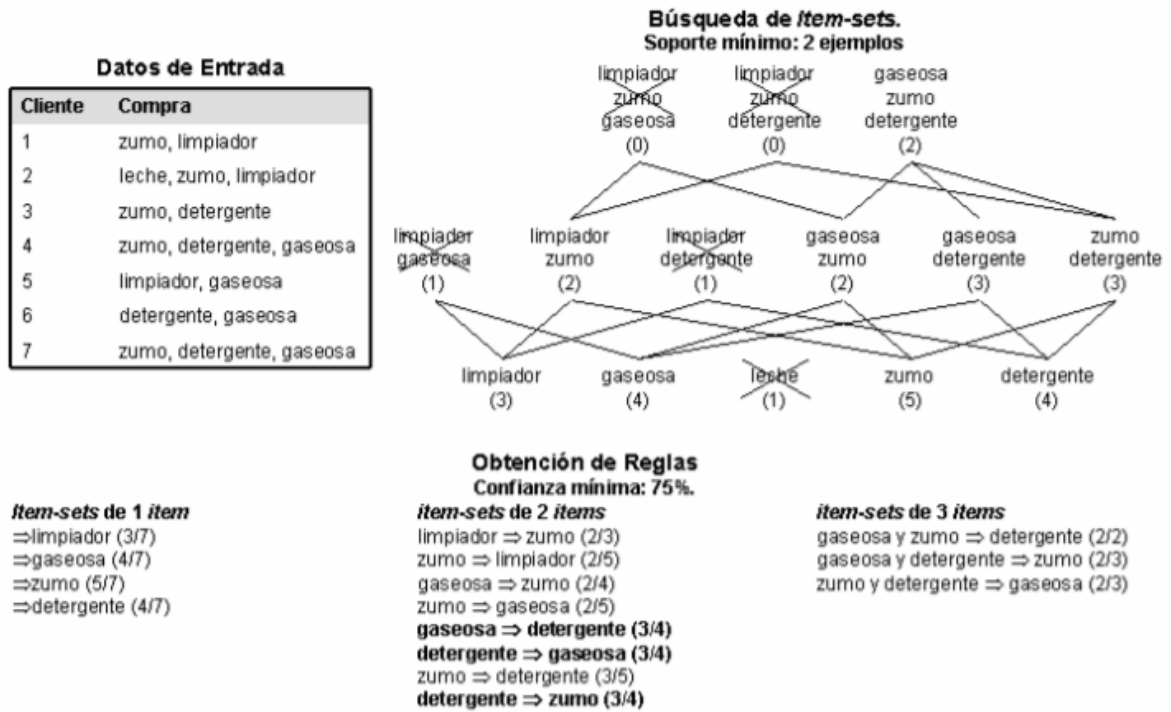 Búsqueda de Item-sets.
Soporte mínimo: 2 ejemplos
Datos de Entrada
Cliente Compra
1 zumo, limpiador
2 leche, zumo, limpiador
3 zumo, detergente
4 zumo, detergente, gaseosa
5 limpiador, gaseosa
6 detergente, gaseosa
7 zumo, detergente, gaseosa
limpiador limpiador gaseosa
zumo zumo zumo
gaseosa detergente detergente
(0) (0) (2)
limpiador limpiador limpiador gaseosa gaseosa zumo
gaseosa zumo detergente zumo detergente detergente
(1) (2) (1) (2) (3) (3)
limpiador gaseosa leche zumo detergente
(3) (4) (1) (5) (4)
Obtención de Reglas
Confianza mínima: 75%.
Item-sets de 1 item
⇒limpiador (3/7)
⇒gaseosa (4/7)
⇒zumo (5/7)
⇒detergente (4/7)
item-sets de 2 items
limpiador ⇒ zumo (2/3)
zumo ⇒ limpiador (2/5)
gaseosa ⇒ zumo (2/4)
zumo ⇒ gaseosa (2/5)
gaseosa ⇒ detergente (3/4)
detergente ⇒ gaseosa (3/4)
zumo ⇒ detergente (3/5)
detergente ⇒ zumo (3/4)
item-sets de 3 items
gaseosa y zumo ⇒ detergente (2/2)
gaseosa y detergente ⇒ zumo (2/3)
zumo y detergente ⇒ gaseosa (2/3)